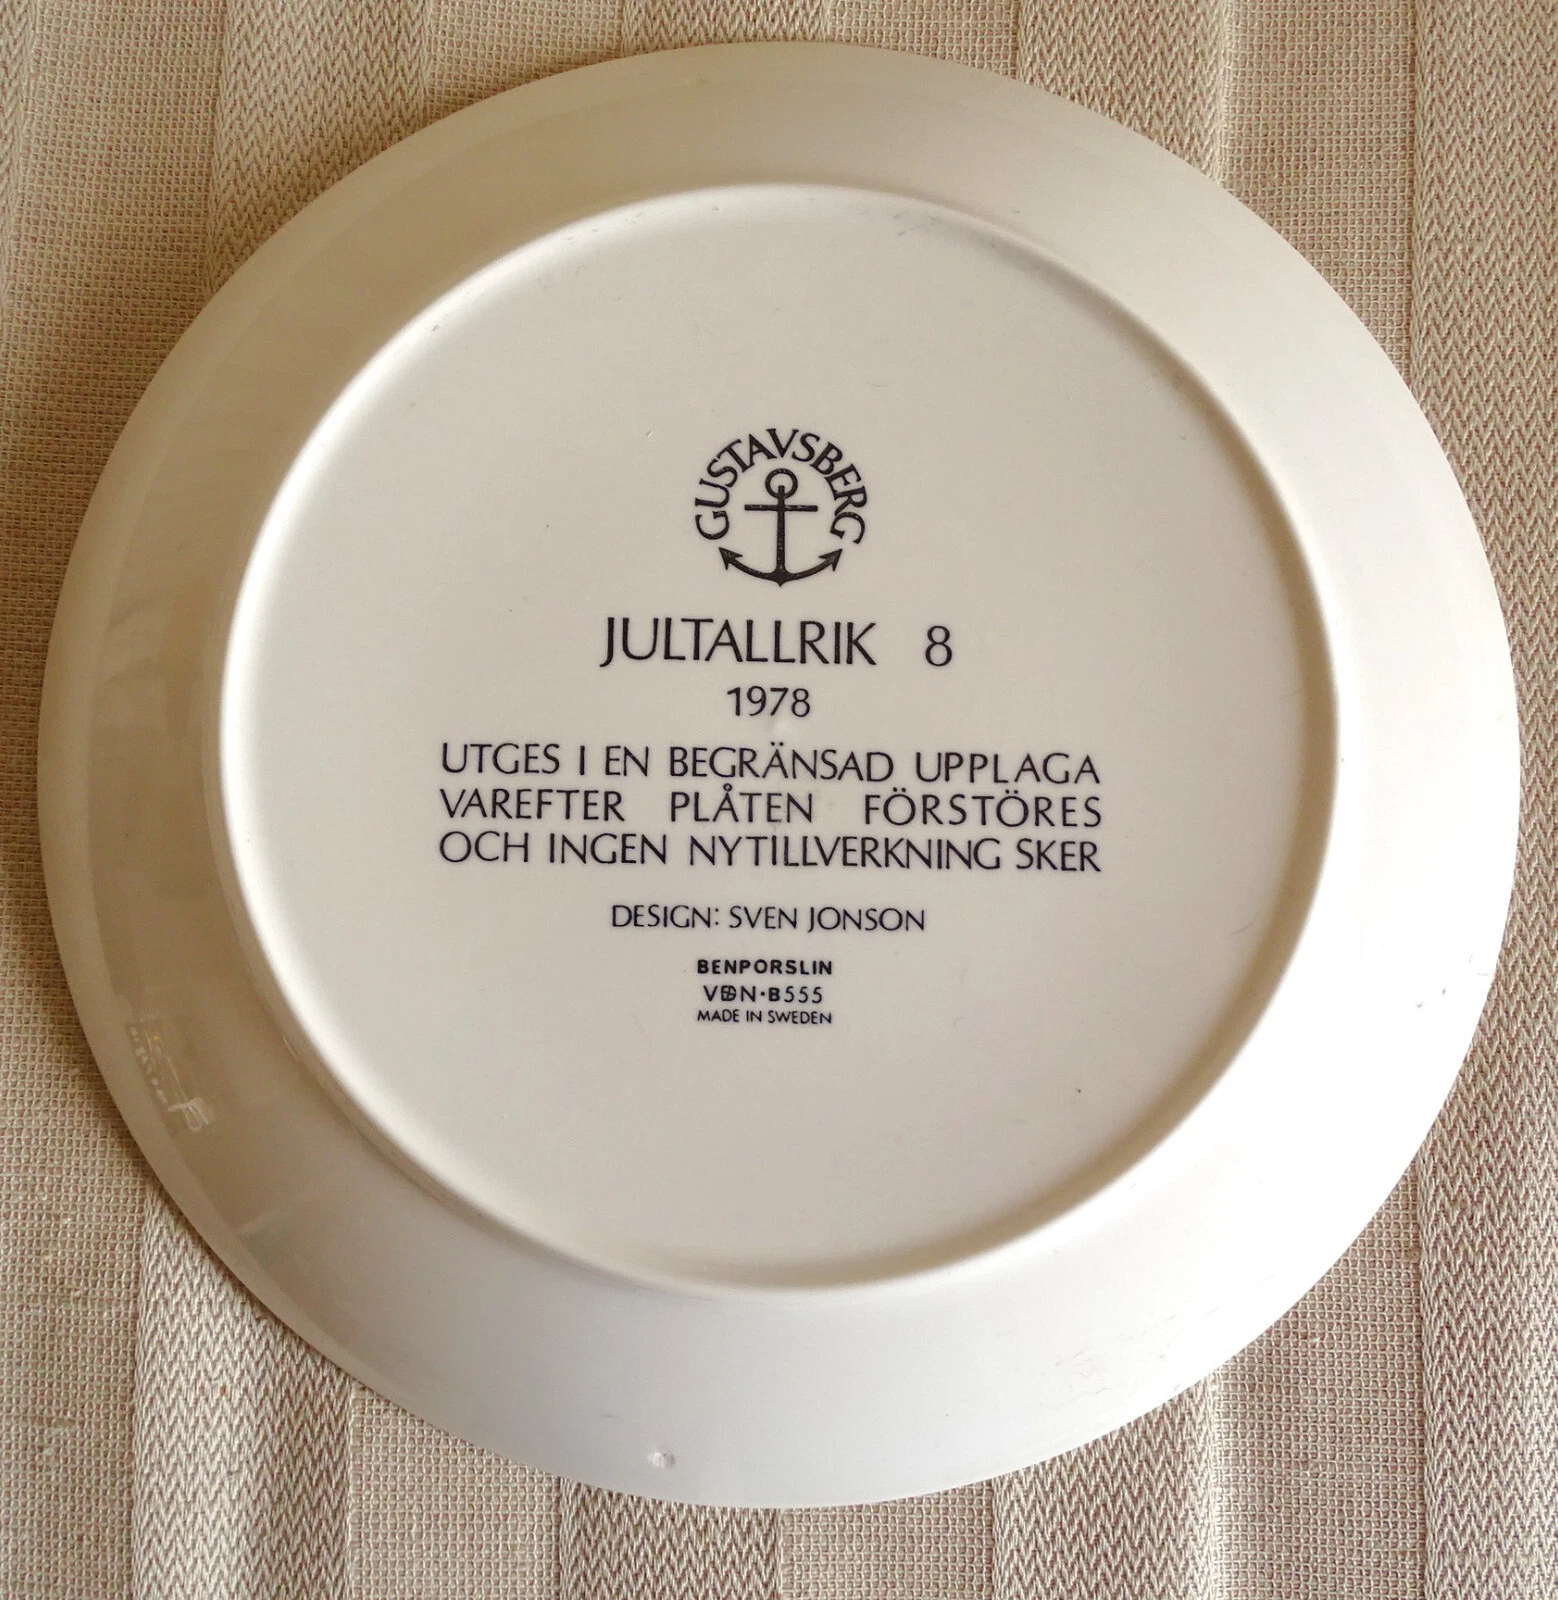 GUSTAVSBERG
JULTALLRIK 8
1978
UTGES I EN BEGRÄNSAD UPPLAGA
VAREFTER PLÅTEN FÖRSTÖRES
OCH INGEN NYTILLVERKNING SKER
DESIGN: SVEN JONSON
BENPORSLIN
VDN·B555
MADE IN SWEDEN